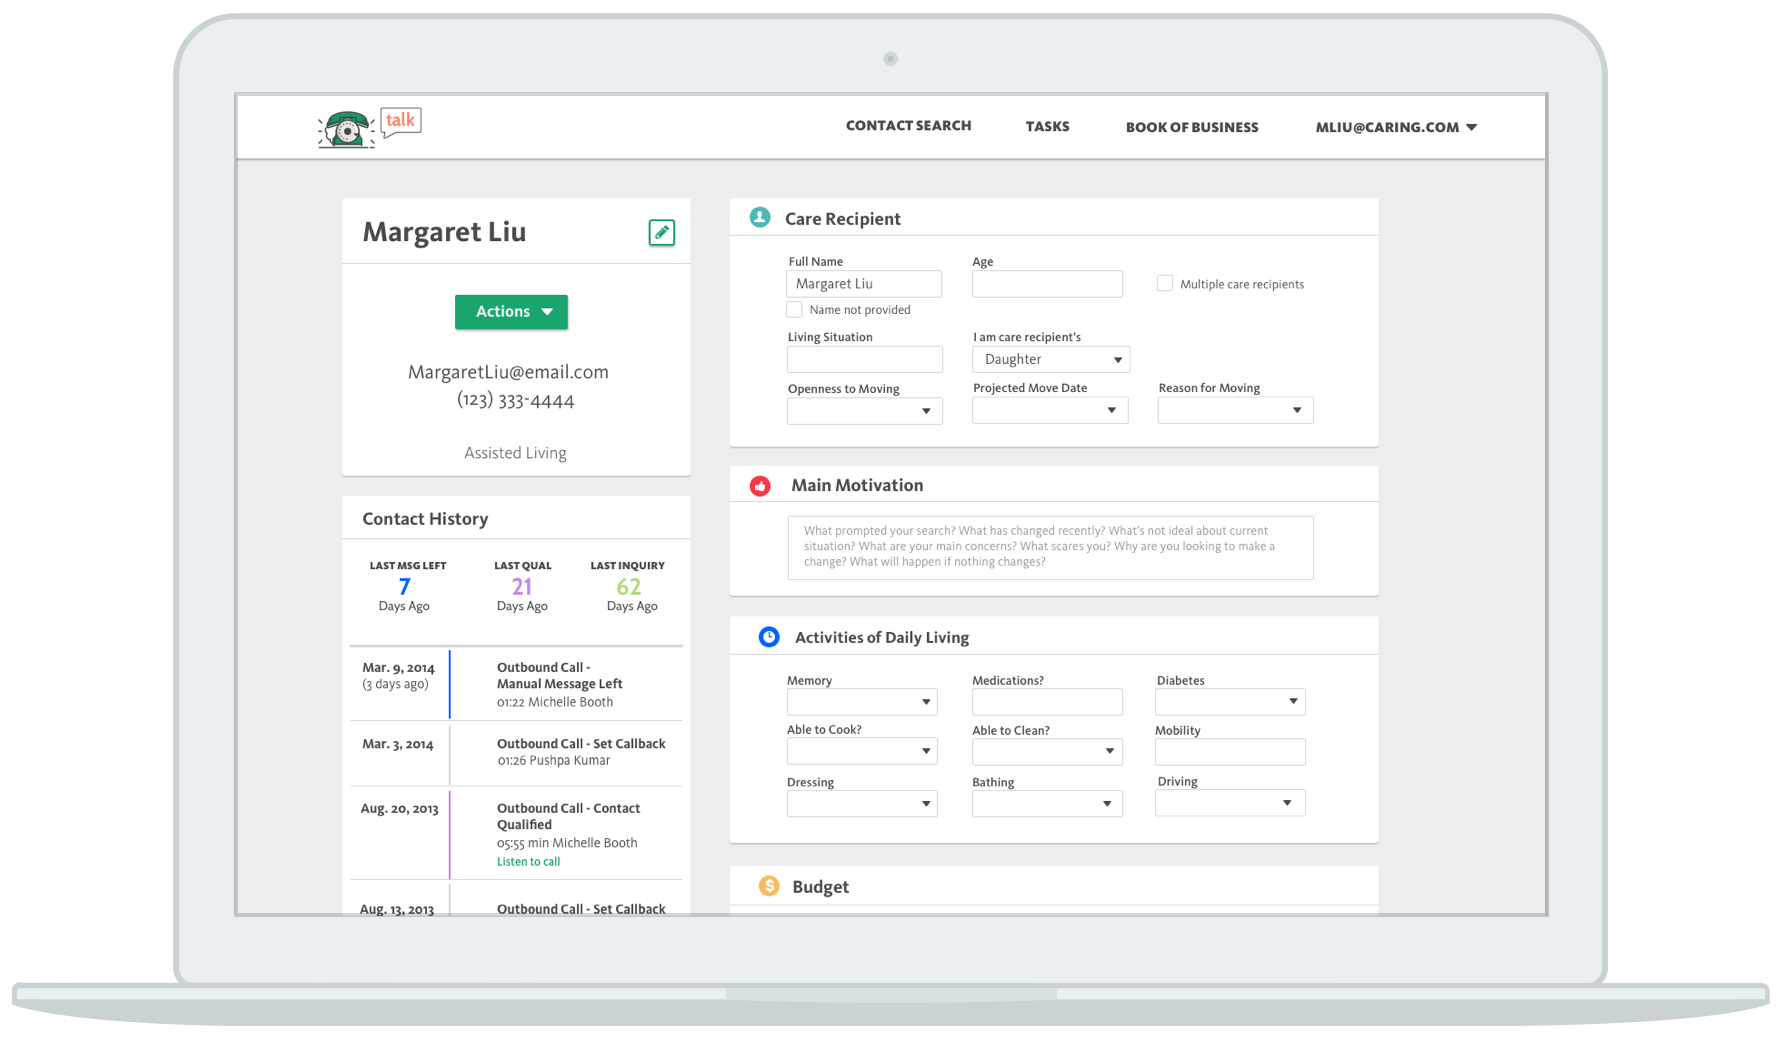 talk
CONTACT SEARCH
TASKS
BOOK OF BUSINESS
MLIU@CARING.COM
Margaret Liu
Actions
MargaretLiu@email.com
(123) 333-4444
Assisted Living
Contact History
LAST MSG LEFT
7
Days Ago
LAST QUAL
21
Days Ago
LAST INQUIRY
62
Days Ago
Mar. 9, 2014
(3 days ago)
Outbound Call -
Manual Message Left
01:22 Michelle Booth
Mar. 3, 2014
Outbound Call - Set Callback
01:26 Pushpa Kumar
Aug. 20, 2013
Outbound Call - Contact
Qualified
05:55 min Michelle Booth
Listen to call
Aug. 13, 2013
Outbound Call - Set Callback
Care Recipient
Full Name
Margaret Liu
Name not provided
Age
Multiple care recipients
Living Situation
I am care recipient's
Daughter
Openness to Moving
Projected Move Date
Reason for Moving
Main Motivation
What prompted your search? What has changed recently? What's not ideal about current
situation? What are your main concerns? What scares you? Why are you looking to make a
change? What will happen if nothing changes?
Activities of Daily Living
Memory
Medications?
Diabetes
Able to Cook?
Able to Clean?
Mobility
Dressing
Bathing
Driving
$
Budget